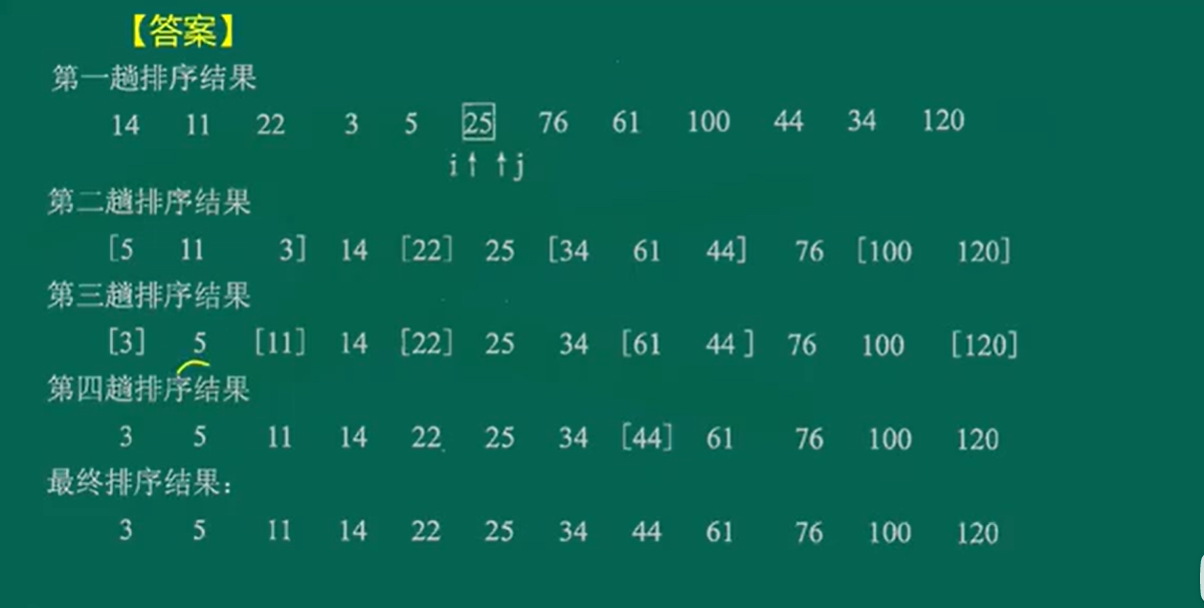 【答案】
第一趟排序结果
14 11 22 3 5 25 76 61 100 44 34 120
i↑ ↑j
第二趟排序结果
[5 11 3] 14 [22] 25 [34 61 44] 76 [100 120]
第三趟排序结果
[3] 5 [11] 14 [22] 25 34 [61 44] 76 100 [120]
第四趟排序结果
3 5 11 14 22 25 34 [44] 61 76 100 120
最终排序结果：
3 5 11 14 22 25 34 44 61 76 100 120